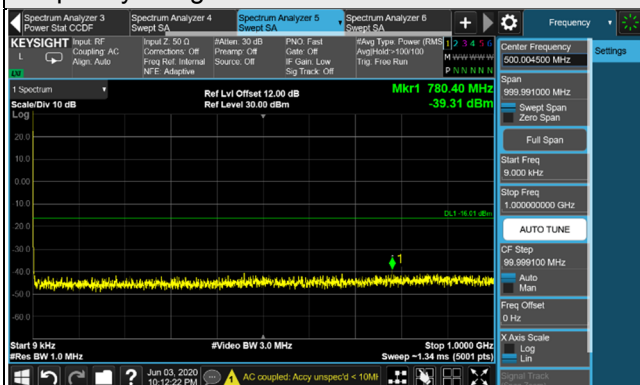 Spectrum Analyzer 3
Power Stat CCDF
Spectrum Analyzer 4
Swept SA
Spectrum Analyzer 5
Swept SA
Spectrum Analyzer 6
Swept SA
Frequency
KEYSIGHT
L
Input: RF
Coupling: AC
Align: Auto
Input Z: 50 Ω
Corrections: Off
Freq Ref: Internal
NFE: Adaptive
#Atten: 30 dB
Preamp: Off
Source: Off
PNO: Fast
Gate: Off
IF Gain: Low
Sig Track: Off
#Avg Type: Power (RMS
Avg|Hold:>100/100
Trig: Free Run
1 2 3 4 5 6
M W W W W W
P N N N N N
Center Frequency
500.004500 MHz
Settings
Span
999.991000 MHz
Swept Span
Zero Span
Full Span
Start Freq
9.000 kHz
Stop Freq
1.000000000 GHz
AUTO TUNE
CF Step
99.999100 MHz
Auto
Man
Freq Offset
0 Hz
X Axis Scale
Log
Lin
Signal Track
1 Spectrum
Scale/Div 10 dB
Log
Ref Lvl Offset 12.00 dB
Ref Level 30.00 dBm
Mkr1 780.40 MHz
-39.31 dBm
20.0
10.0
0.00
-10.0
DL1 -16.01 dBm
-20.0
-30.0
1
-40.0
-50.0
-60.0
Start 9 kHz
#Res BW 1.0 MHz
#Video BW 3.0 MHz
Stop 1.0000 GHz
Sweep ~1.34 ms (5001 pts)
Jun 03, 2020
10:12:22 PM
AC coupled: Accy unspec'd < 10MH